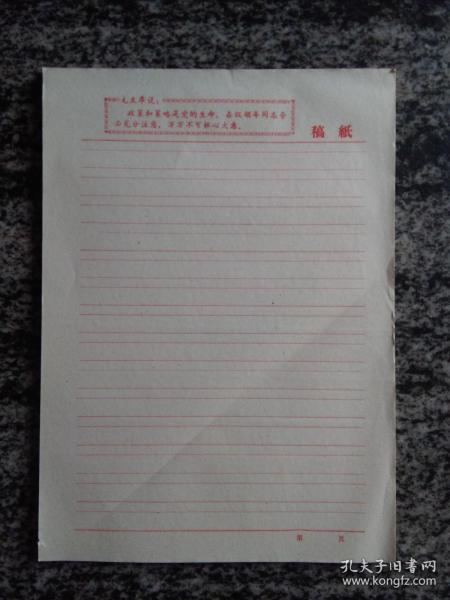 毛主席说：
政策和策略是党的生命，各级领导同志务
必充分注意，万万不可粗心大意。
稿 紙
第 页
孔夫子旧书网
www.kongfz.com